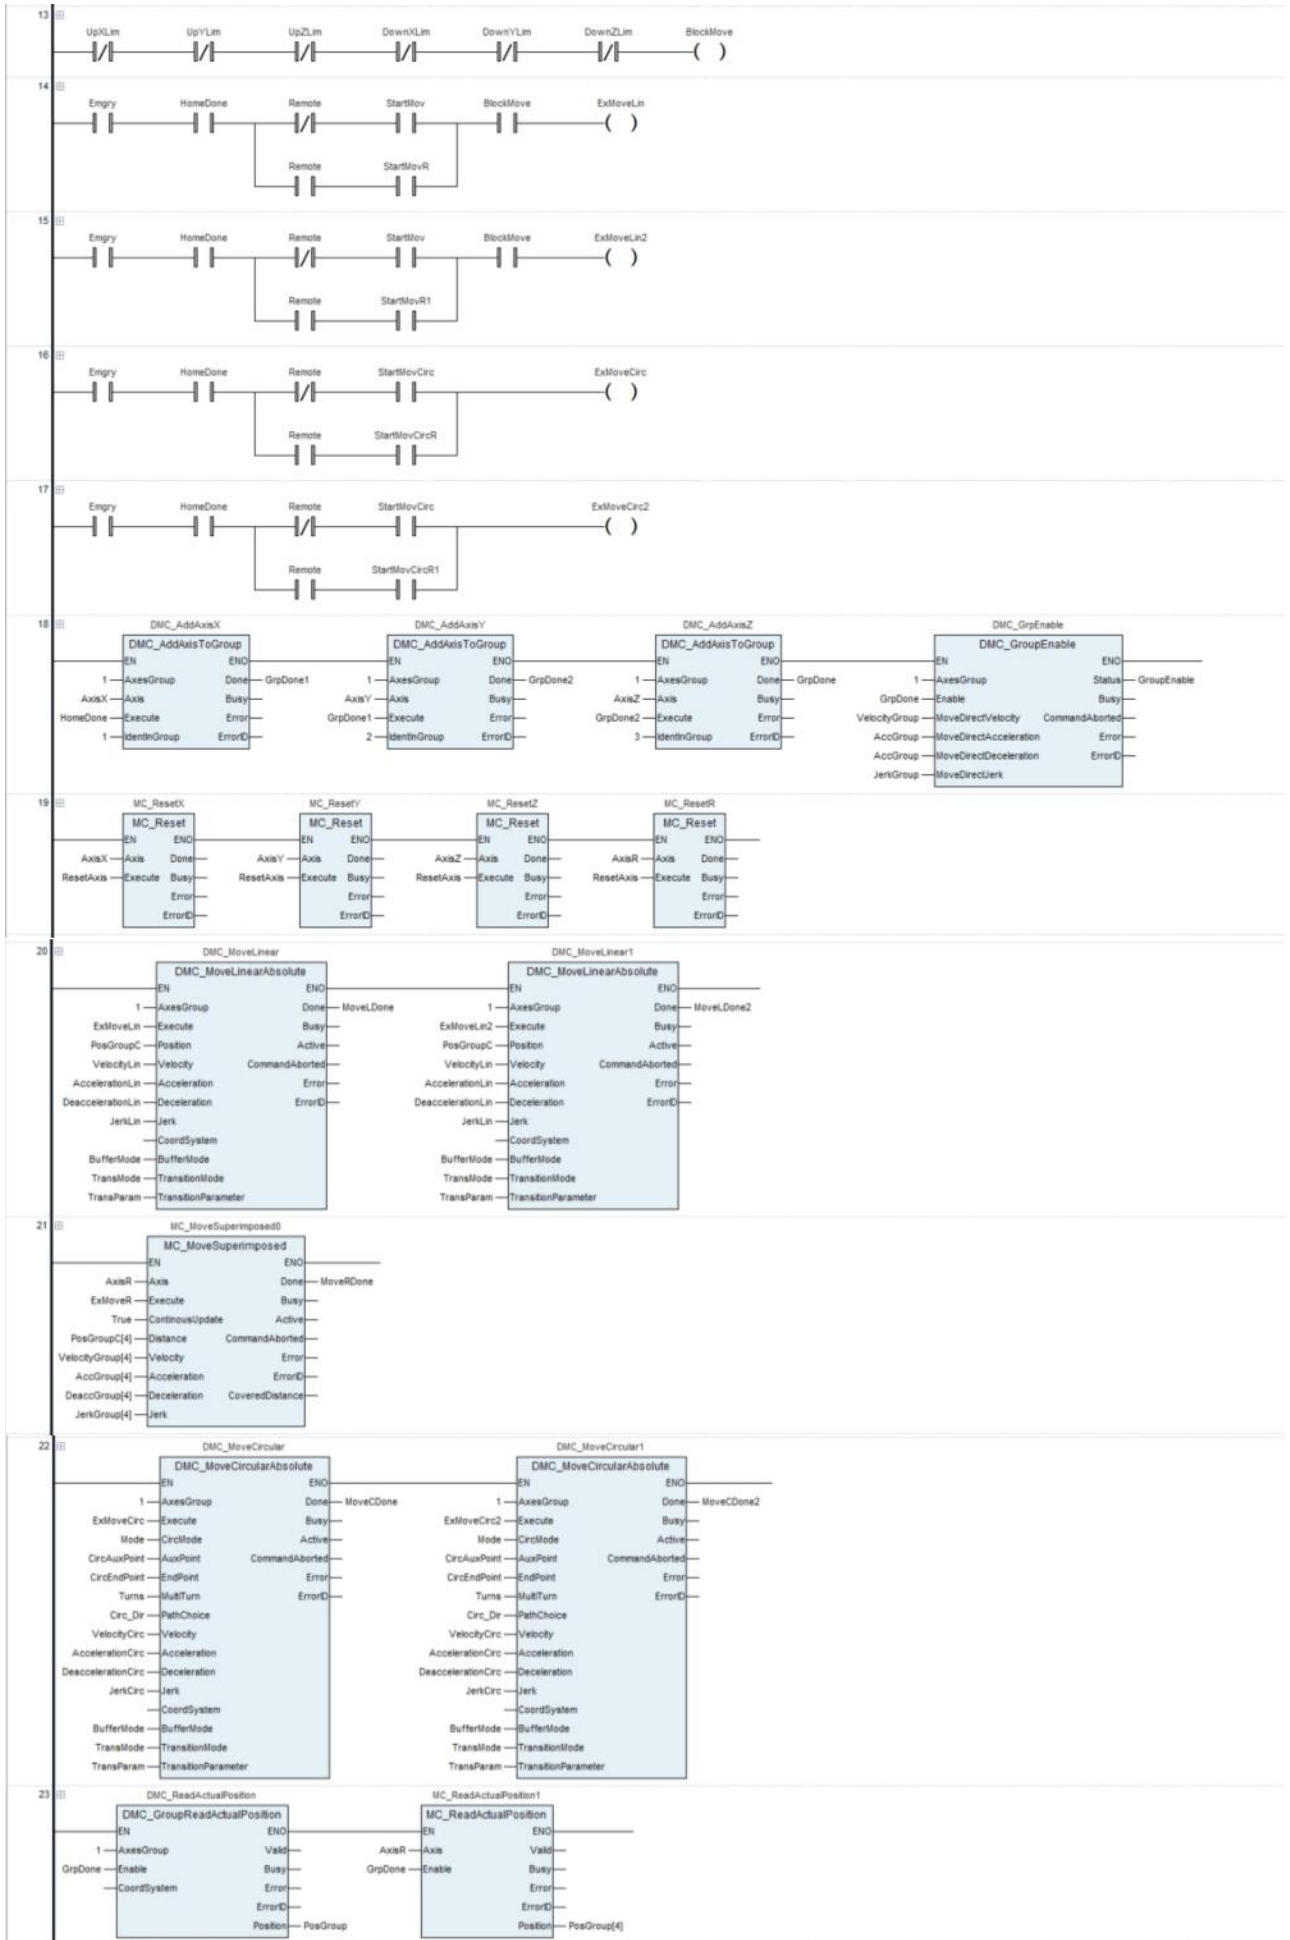 13
UpXLim UpYLim UpZLim DownXLim DownYLim DownZLim BlockMove
14
Emgry HomeDone Remote StartMov BlockMove ExMoveLin
Remote StartMovR
15
Emgry HomeDone Remote StartMov BlockMove ExMoveLin2
Remote StartMovR1
16
Emgry HomeDone Remote StartMovCirc ExMoveCirc
Remote StartMovCircR
17
Emgry HomeDone Remote StartMovCirc ExMoveCirc2
Remote StartMovCircR1
18
DMC_AddAxisX DMC_AddAxisY DMC_AddAxisZ DMC_GrpEnable
DMC_AddAxisToGroup DMC_AddAxisToGroup DMC_AddAxisToGroup DMC_GroupEnable
EN ENO EN ENO EN ENO EN ENO
1 AxesGroup Done GrpDone1 1 AxesGroup Done GrpDone2 1 AxesGroup Done GrpDone 1 AxesGroup Status GroupEnable
AxisX Axis Busy AxisY Axis Busy AxisZ Axis Busy GrpDone Enable Busy
HomeDone Execute Error GrpDone1 Execute Error GrpDone2 Execute Error VelocityGroup MoveDirectVelocity CommandAborted
1 IdentInGroup ErrorID 2 IdentInGroup ErrorID 3 IdentInGroup ErrorID AccGroup MoveDirectAcceleration Error
AccGroup MoveDirectDeceleration ErrorID
JerkGroup MoveDirectJerk
19
MC_ResetX MC_ResetY MC_ResetZ MC_ResetR
MC_Reset MC_Reset MC_Reset MC_Reset
EN ENO EN ENO EN ENO EN ENO
AxisX Axis Done AxisY Axis Done AxisZ Axis Done AxisR Axis Done
ResetAxis Execute Busy ResetAxis Execute Busy ResetAxis Execute Busy ResetAxis Execute Busy
Error Error Error Error
ErrorID ErrorID ErrorID ErrorID
20
DMC_MoveLinear DMC_MoveLinear1
DMC_MoveLinearAbsolute DMC_MoveLinearAbsolute
EN ENO EN ENO
1 AxesGroup Done MoveLDone 1 AxesGroup Done MoveLDone2
ExMoveLin Execute Busy ExMoveLin2 Execute Busy
PosGroupC Position Active PosGroupC Position Active
VelocityLin Velocity CommandAborted VelocityLin Velocity CommandAborted
AccelerationLin Acceleration Error AccelerationLin Acceleration Error
DeaccelerationLin Deceleration ErrorID DeaccelerationLin Deceleration ErrorID
JerkLin Jerk JerkLin Jerk
CoordSystem CoordSystem
BufferMode BufferMode BufferMode BufferMode
TransMode TransitionMode TransMode TransitionMode
TransParam TransitionParameter TransParam TransitionParameter
21
MC_MoveSuperimposed0
MC_MoveSuperimposed
EN ENO
AxisR Axis Done MoveRDone
ExMoveR Execute Busy
True ContinousUpdate Active
PosGroupC[4] Distance CommandAborted
VelocityGroup[4] Velocity Error
AccGroup[4] Acceleration ErrorID
DeaccGroup[4] Deceleration CoveredDistance
JerkGroup[4] Jerk
22
DMC_MoveCircular DMC_MoveCircular1
DMC_MoveCircularAbsolute DMC_MoveCircularAbsolute
EN ENO EN ENO
1 AxesGroup Done MoveCDone 1 AxesGroup Done MoveCDone2
ExMoveCirc Execute Busy ExMoveCirc2 Execute Busy
Mode CircMode Active Mode CircMode Active
CircAuxPoint AuxPoint CommandAborted CircAuxPoint AuxPoint CommandAborted
CircEndPoint EndPoint Error CircEndPoint EndPoint Error
Turns MultiTurn ErrorID Turns MultiTurn ErrorID
Circ_Dir PathChoice Circ_Dir PathChoice
VelocityCirc Velocity VelocityCirc Velocity
AccelerationCirc Acceleration AccelerationCirc Acceleration
DeaccelerationCirc Deceleration DeaccelerationCirc Deceleration
JerkCirc Jerk JerkCirc Jerk
CoordSystem CoordSystem
BufferMode BufferMode BufferMode BufferMode
TransMode TransitionMode TransMode TransitionMode
TransParam TransitionParameter TransParam TransitionParameter
23
DMC_ReadActualPosition MC_ReadActualPosition1
DMC_GroupReadActualPosition MC_ReadActualPosition
EN ENO EN ENO
1 AxesGroup Valid AxisR Axis Valid
GrpDone Enable Busy GrpDone Enable Busy
CoordSystem Error Error
ErrorID ErrorID
Position PosGroup Position PosGroup[4]